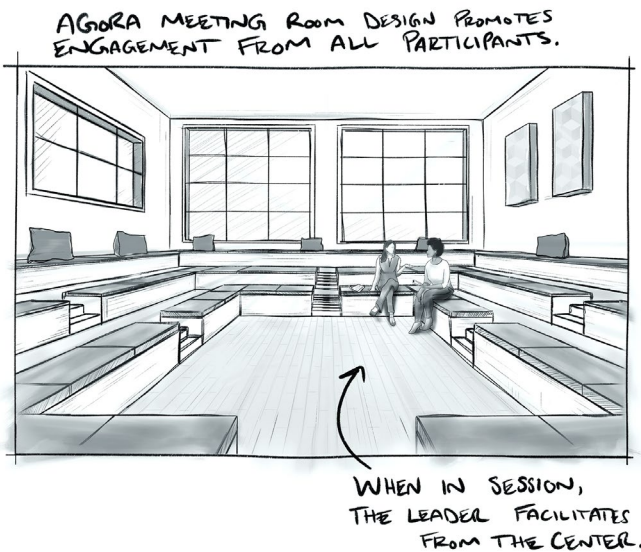 AGORA MEETING ROOM DESIGN PROMOTES
ENGAGEMENT FROM ALL PARTICIPANTS.
WHEN IN SESSION,
THE LEADER FACILITATES
FROM THE CENTER.